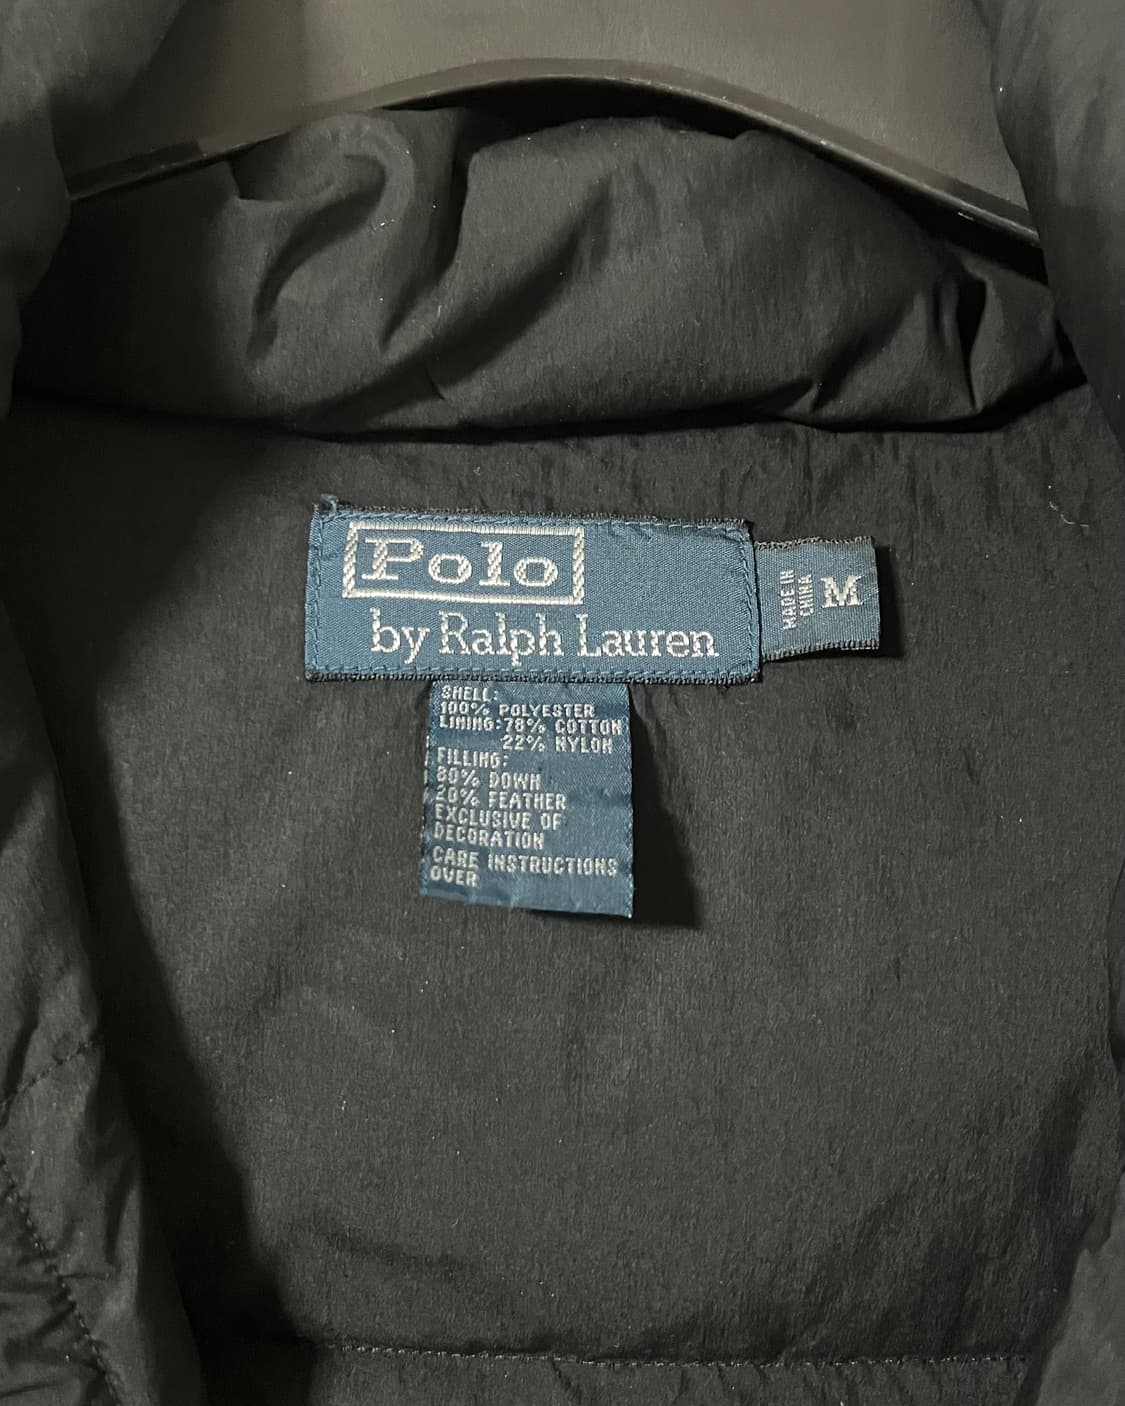 Polo
by Ralph Lauren
MADE IN
CHINA
M
SHELL:
100% POLYESTER
LINING: 78% COTTON
22% NYLON
FILLING:
80% DOWN
20% FEATHER
EXCLUSIVE OF
DECORATION
CARE INSTRUCTIONS
OVER